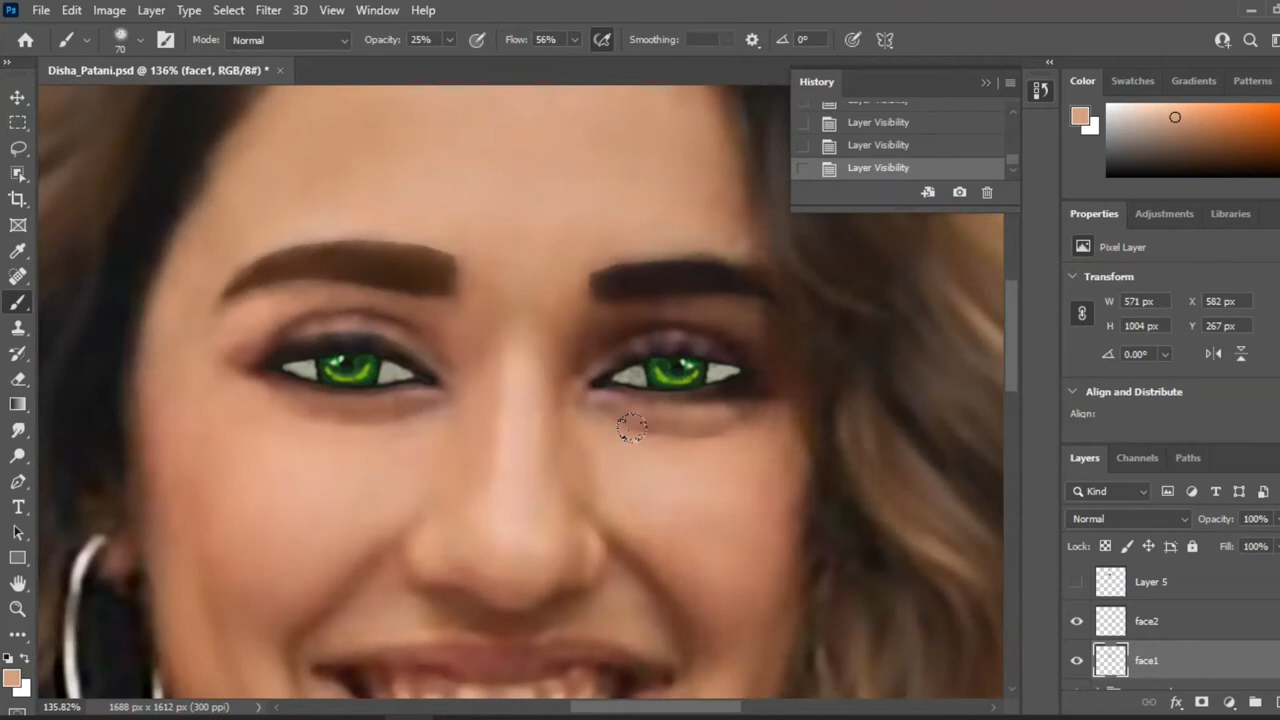 Ps File Edit Image Layer Type Select Filter 3D View Window Help
70 Mode: Normal Opacity: 25% Flow: 56% Smoothing: 0°
Disha_Patani.psd @ 136% (face1, RGB/8#) *
History
Layer Visibility
Layer Visibility
Layer Visibility
Layer Visibility
Color Swatches Gradients Patterns
Properties Adjustments Libraries
Pixel Layer
Transform
W 571 px X 582 px
H 1004 px Y 267 px
0.00°
Align and Distribute
Align:
Layers Channels Paths
Kind
Normal Opacity: 100%
Lock: Fill: 100%
Layer 5
face2
face1
135.82% 1688 px x 1612 px (300 ppi)